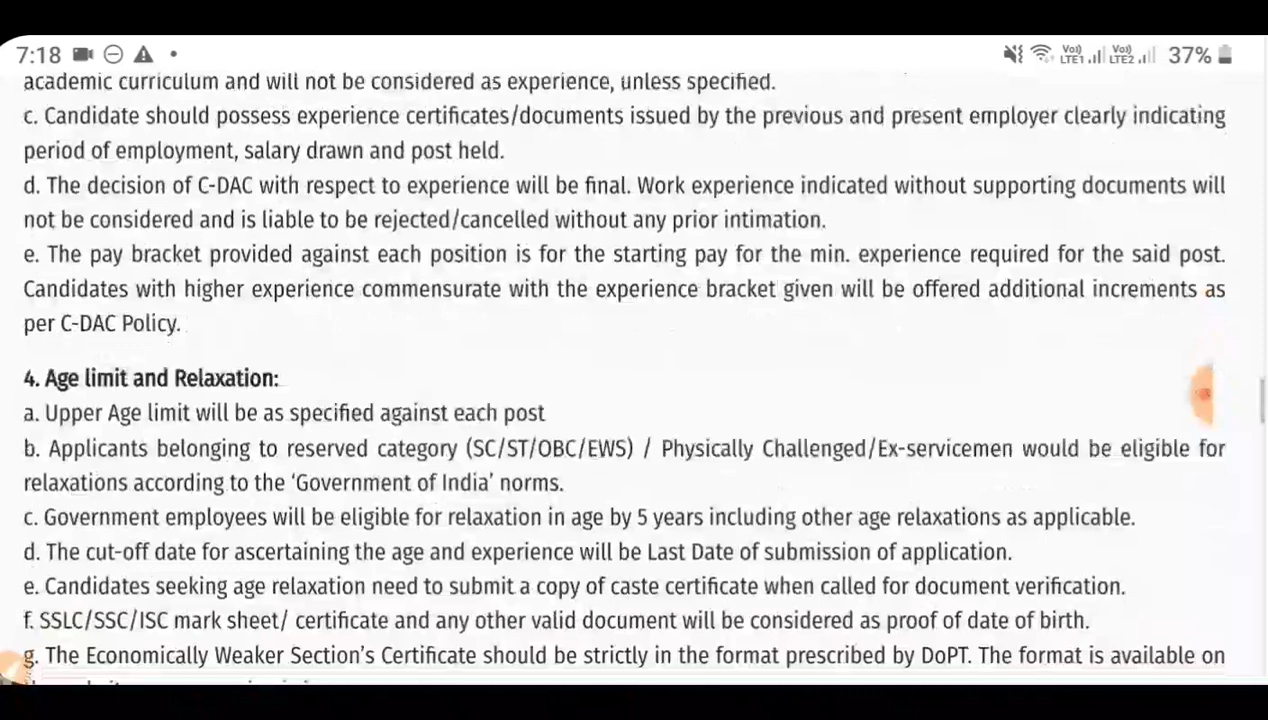 7:18
Vo) LTE1 Vo) LTE2 37%
academic curriculum and will not be considered as experience, unless specified.
c. Candidate should possess experience certificates/documents issued by the previous and present employer clearly indicating
period of employment, salary drawn and post held.
d. The decision of C-DAC with respect to experience will be final. Work experience indicated without supporting documents will
not be considered and is liable to be rejected/cancelled without any prior intimation.
e. The pay bracket provided against each position is for the starting pay for the min. experience required for the said post.
Candidates with higher experience commensurate with the experience bracket given will be offered additional increments as
per C-DAC Policy.
4. Age limit and Relaxation:
a. Upper Age limit will be as specified against each post
b. Applicants belonging to reserved category (SC/ST/OBC/EWS) / Physically Challenged/Ex-servicemen would be eligible for
relaxations according to the ‘Government of India’ norms.
c. Government employees will be eligible for relaxation in age by 5 years including other age relaxations as applicable.
d. The cut-off date for ascertaining the age and experience will be Last Date of submission of application.
e. Candidates seeking age relaxation need to submit a copy of caste certificate when called for document verification.
f. SSLC/SSC/ISC mark sheet/ certificate and any other valid document will be considered as proof of date of birth.
g. The Economically Weaker Section’s Certificate should be strictly in the format prescribed by DoPT. The format is available on